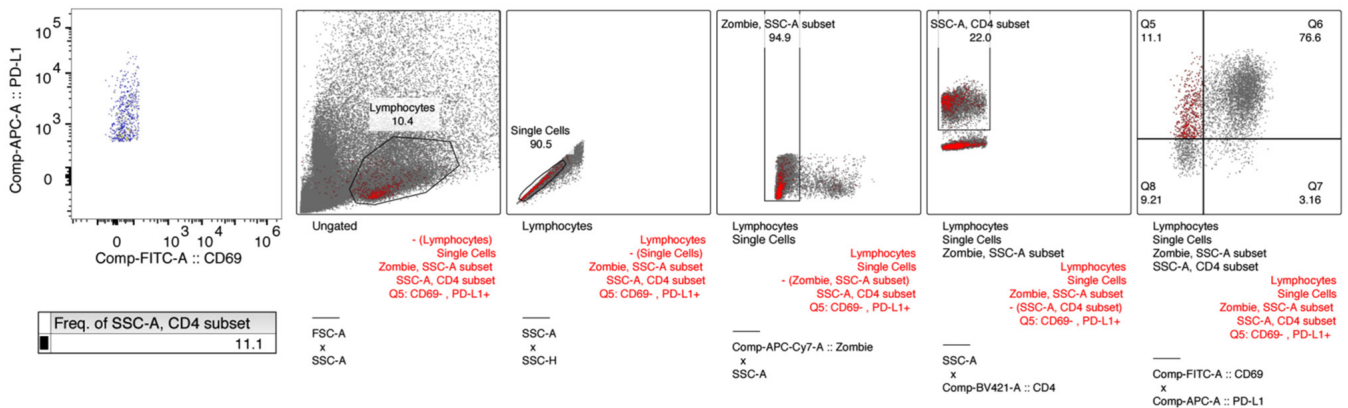 Comp-APC-A :: PD-L1
10^5
10^4
10^3
0
0 10^3 10^4 10^6
Comp-FITC-A :: CD69
Freq. of SSC-A, CD4 subset
11.1
Lymphocytes
10.4
Ungated
- (Lymphocytes)
Single Cells
Zombie, SSC-A subset
SSC-A, CD4 subset
Q5: CD69- , PD-L1+
FSC-A
x
SSC-A
Single Cells
90.5
Lymphocytes
Lymphocytes
- (Single Cells)
Zombie, SSC-A subset
SSC-A, CD4 subset
Q5: CD69- , PD-L1+
SSC-A
x
SSC-H
Zombie, SSC-A subset
94.9
Lymphocytes
Single Cells
Lymphocytes
Single Cells
- (Zombie, SSC-A subset)
SSC-A, CD4 subset
Q5: CD69- , PD-L1+
Comp-APC-Cy7-A :: Zombie
x
SSC-A
SSC-A, CD4 subset
22.0
Lymphocytes
Single Cells
Zombie, SSC-A subset
Lymphocytes
Single Cells
Zombie, SSC-A subset
- (SSC-A, CD4 subset)
Q5: CD69- , PD-L1+
SSC-A
x
Comp-BV421-A :: CD4
Q5
11.1
Q6
76.6
Q8
9.21
Q7
3.16
Lymphocytes
Single Cells
Zombie, SSC-A subset
SSC-A, CD4 subset
Lymphocytes
Single Cells
Zombie, SSC-A subset
SSC-A, CD4 subset
Q5: CD69- , PD-L1+
Comp-FITC-A :: CD69
x
Comp-APC-A :: PD-L1